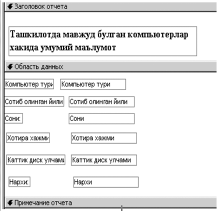 Заголовок отчета
Ташкилотда мавжуд булган компьютерлар
хакида умумий маълумот
Область данных
Компьютер тури Компьютер тури
Сотиб олинган йили Сотиб олинган йили
Сони: Сони
Хотира хажми Хотира хажми
Каттик диск улчами Каттик диск улчами
Нархи: Нархи
Примечание отчета